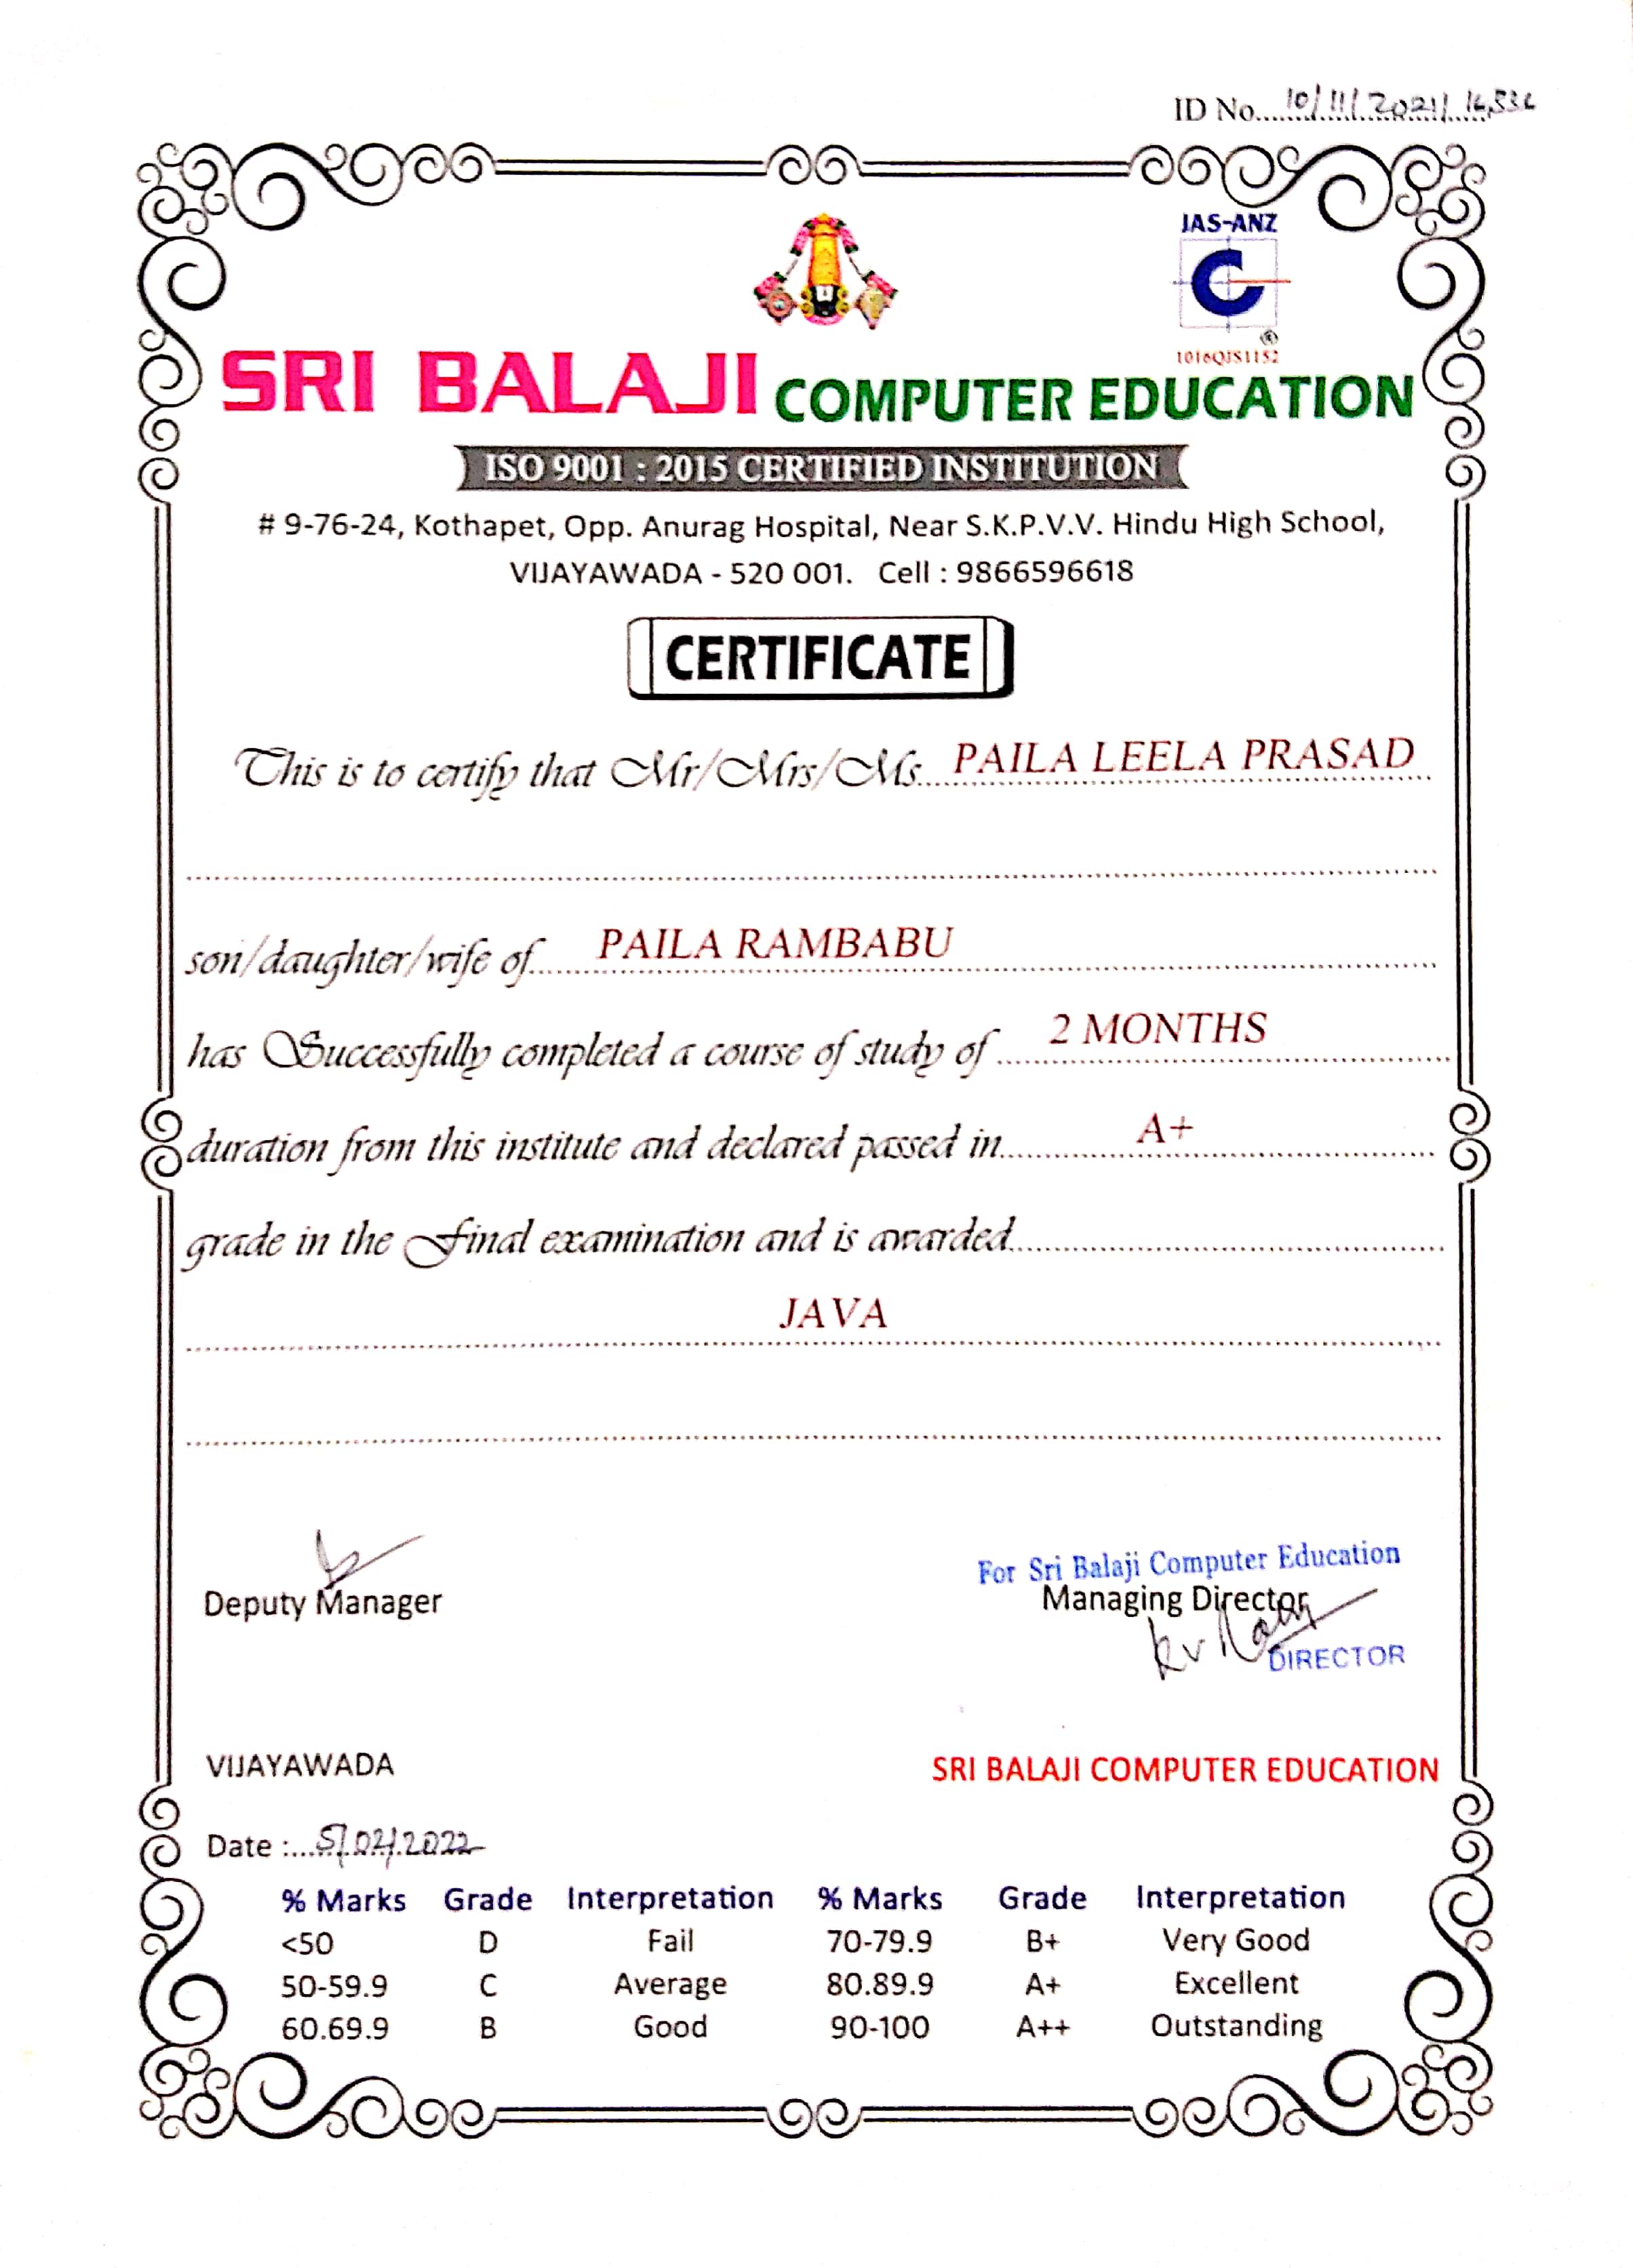 ID No.
JAS-ANZ
®
1016QJS1152
SRI BALAJI COMPUTER EDUCATION
ISO 9001 : 2015 CERTIFIED INSTITUTION
# 9-76-24, Kothapet, Opp. Anurag Hospital, Near S.K.P.V.V. Hindu High School,
VIJAYAWADA - 520 001. Cell : 9866596618
CERTIFICATE
This is to certify that Mr/Mrs/Ms. PAILA LEELA PRASAD
son/daughter/wife of PAILA RAMBABU
has Successfully completed a course of study of 2 MONTHS
duration from this institute and declared passed in A+
grade in the Final examination and is awarded
JAVA
For Sri Balaji Computer Education
Deputy Manager Managing Director
DIRECTOR
VIJAYAWADA SRI BALAJI COMPUTER EDUCATION
Date : 5/02/2022
% Marks Grade Interpretation % Marks Grade Interpretation
<50 D Fail 70-79.9 B+ Very Good
50-59.9 C Average 80.89.9 A+ Excellent
60.69.9 B Good 90-100 A++ Outstanding